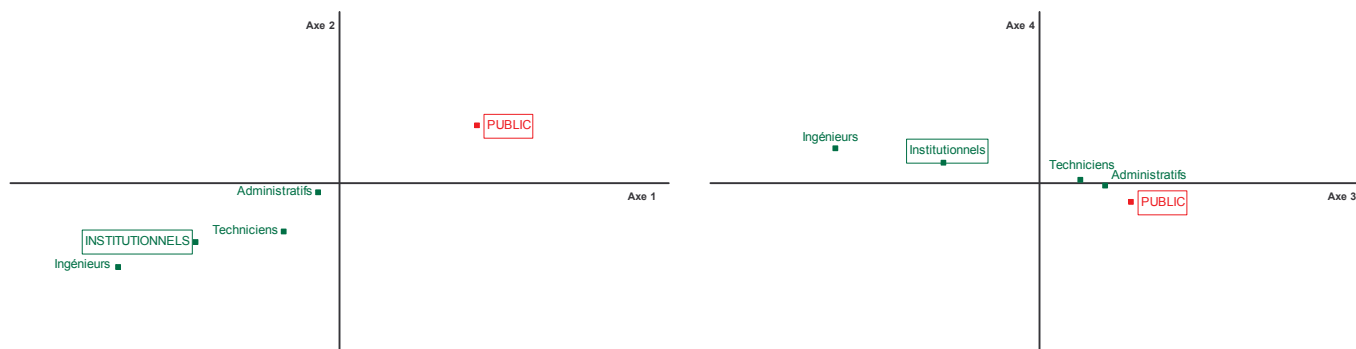 Axe 2
PUBLIC
Administratifs
Axe 1
Techniciens
INSTITUTIONNELS
Ingénieurs
Axe 4
Ingénieurs
Institutionnels
Techniciens
Administratifs
Axe 3
PUBLIC